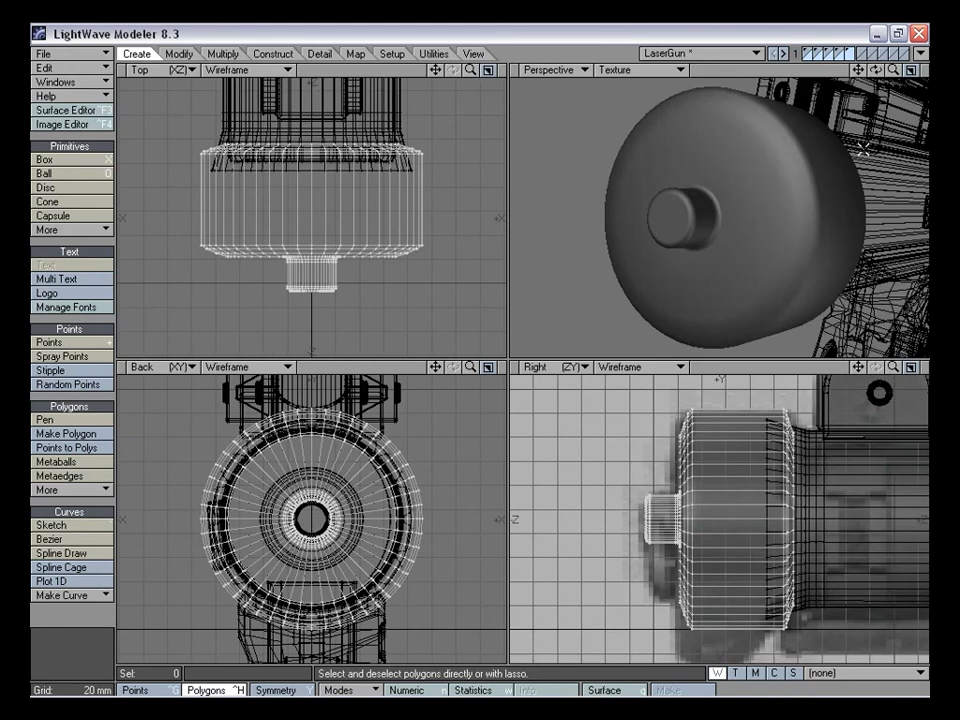 LightWave Modeler 8.3
File
Edit
Windows
Help
Surface Editor ^F3
Image Editor ^F4
Primitives
Box X
Ball O
Disc
Cone
Capsule
More
Text
Text
Multi Text
Logo
Manage Fonts
Points
Points +
Spray Points
Stipple
Random Points
Polygons
Pen
Make Polygon
Points to Polys
Metaballs
Metaedges
More
Curves
Sketch
Bezier
Spline Draw
Spline Cage
Plot 1D
Make Curve
Create Modify Multiply Construct Detail Map Setup Utilities View
LaserGun * 1
Top (XZ) Wireframe
Perspective Texture
Back (XY) Wireframe
Right (ZY) Wireframe
Sel: 0 Select and deselect polygons directly or with lasso. W T M C S (none)
Grid: 20 mm Points ^G Polygons ^H Symmetry Y Modes Numeric n Statistics w Info i Surface q Make